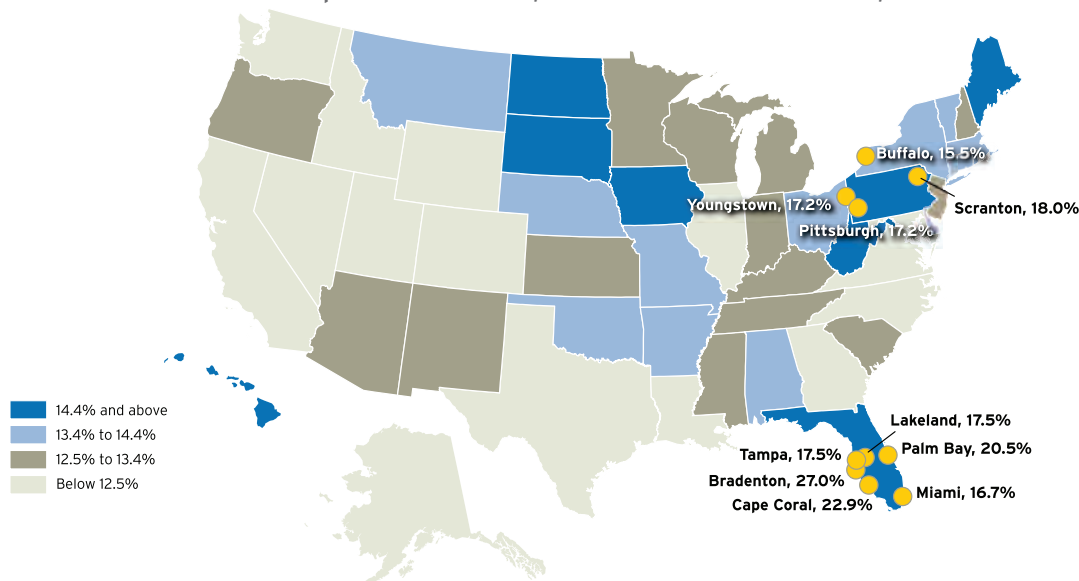 Buffalo, 15.5%
Youngstown, 17.2%
Scranton, 18.0%
Pittsburgh, 17.2%
14.4% and above
13.4% to 14.4%
12.5% to 13.4%
Below 12.5%
Lakeland, 17.5%
Tampa, 17.5%
Palm Bay, 20.5%
Bradenton, 27.0%
Miami, 16.7%
Cape Coral, 22.9%